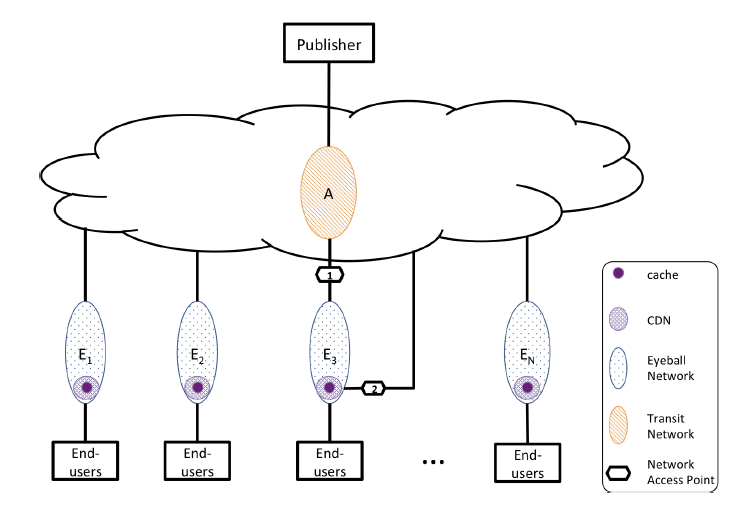 Publisher
A
1
cache
CDN
E1
E2
E3
EN
Eyeball
Network
2
Transit
Network
End-
users
End-
users
End-
users
...
End-
users
Network
Access Point